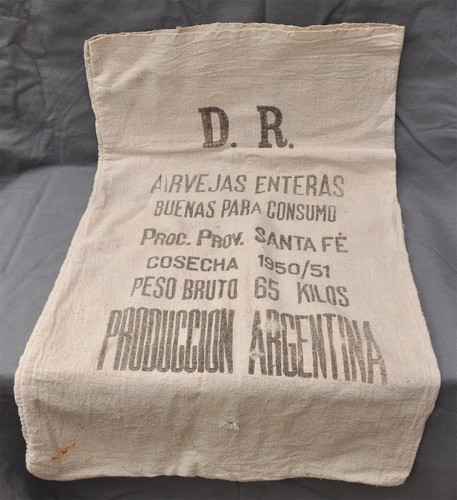 D. R.
ARVEJAS ENTERAS
BUENAS PARA CONSUMO
PROC. PROV. SANTA FÉ
COSECHA 1950/51
PESO BRUTO 65 KILOS
PRODUCCION ARGENTINA